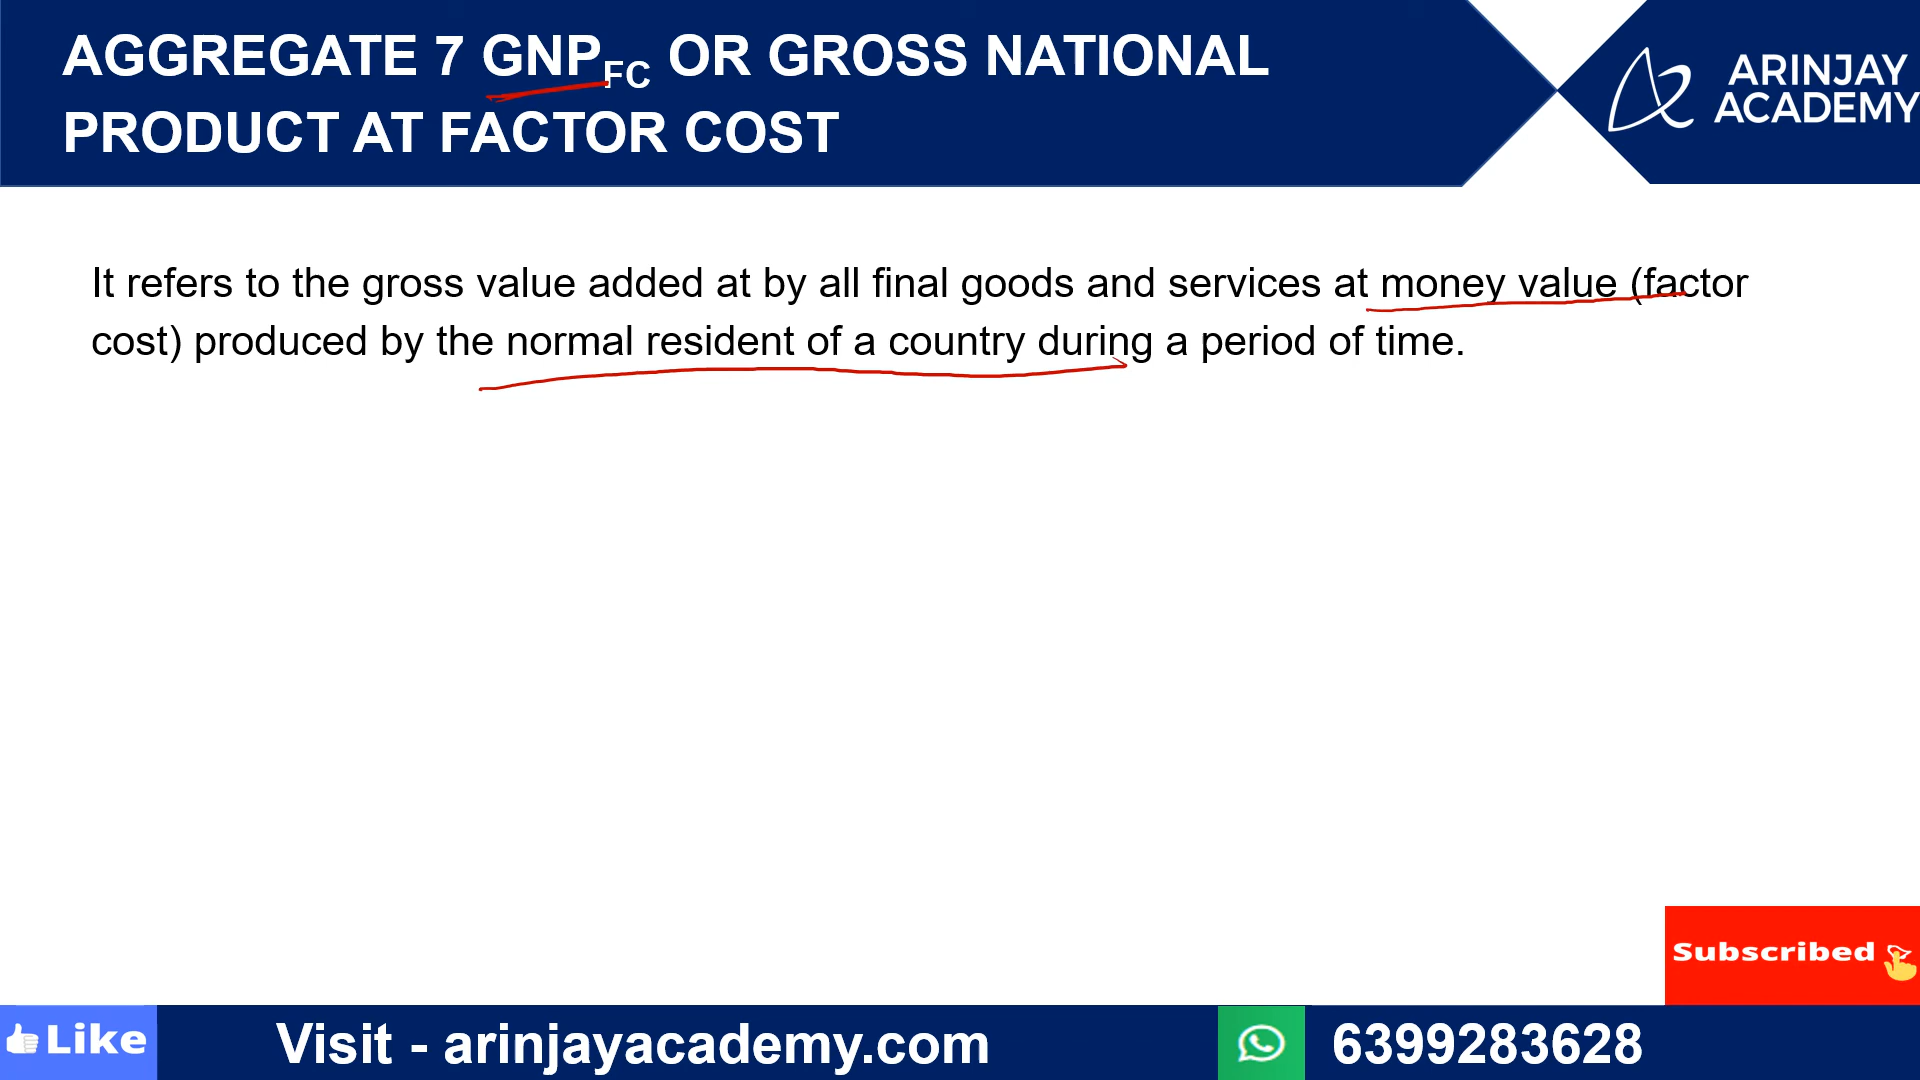 AGGREGATE 7 GNPFC OR GROSS NATIONAL
PRODUCT AT FACTOR COST
ARINJAY
ACADEMY
It refers to the gross value added at by all final goods and services at money value (factor
cost) produced by the normal resident of a country during a period of time.
Subscribed
Like
Visit - arinjayacademy.com
6399283628